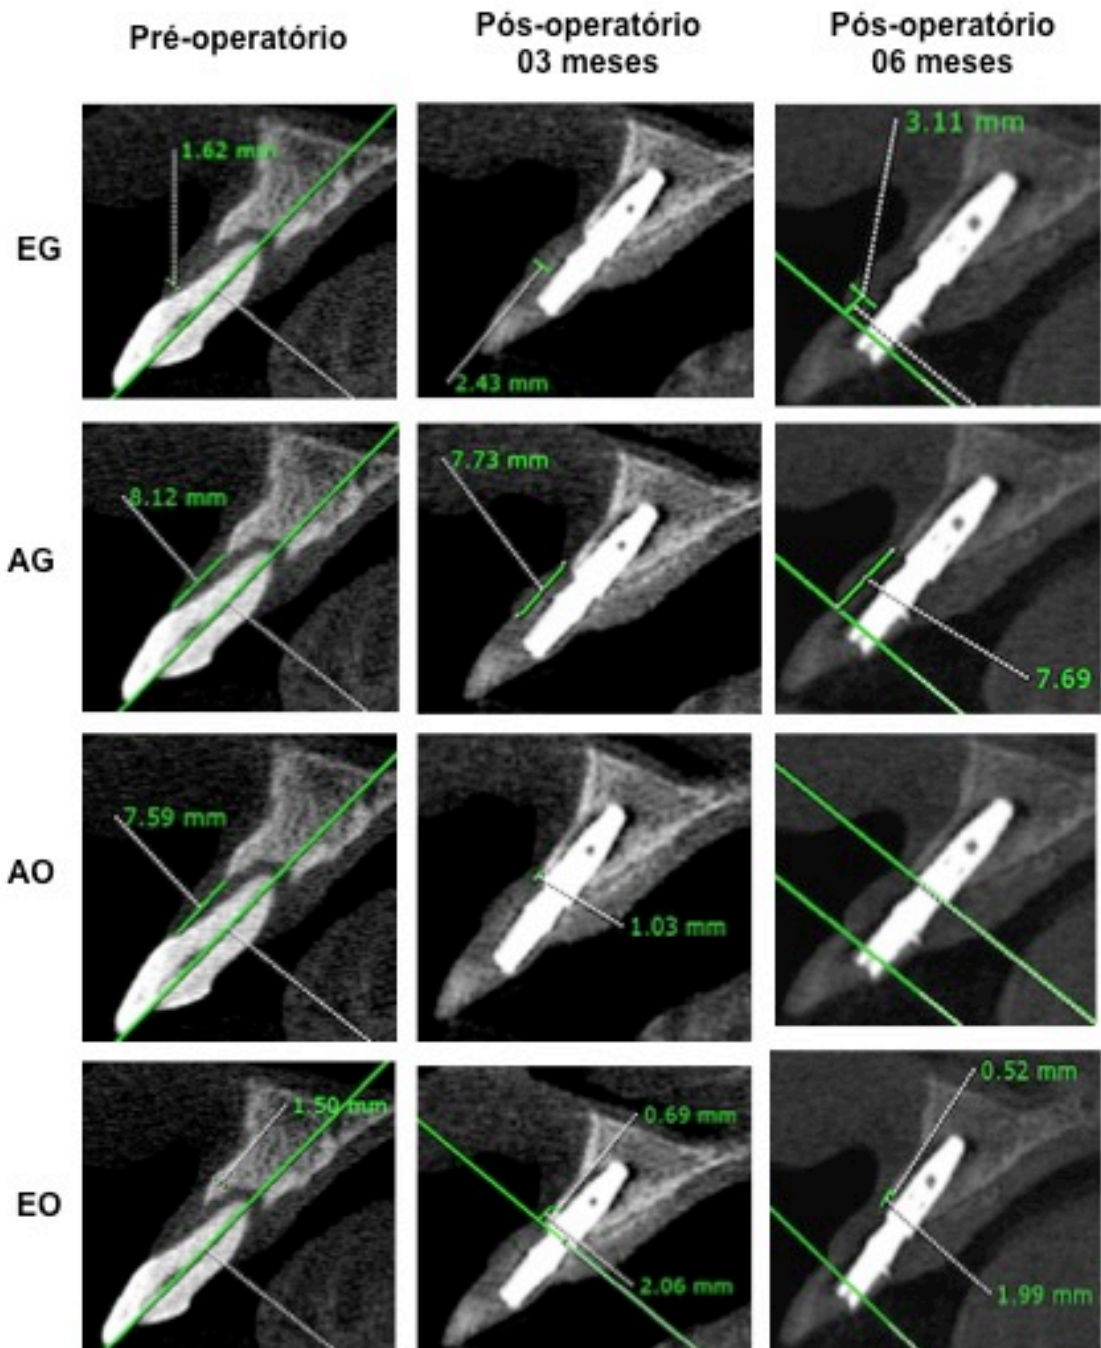 Pré-operatório
Pós-operatório
03 meses
Pós-operatório
06 meses
EG
1.62 mm
2.43 mm
3.11 mm
AG
8.12 mm
7.73 mm
7.69
AO
7.59 mm
1.03 mm
EO
1.50 mm
0.69 mm
2.06 mm
0.52 mm
1.99 mm